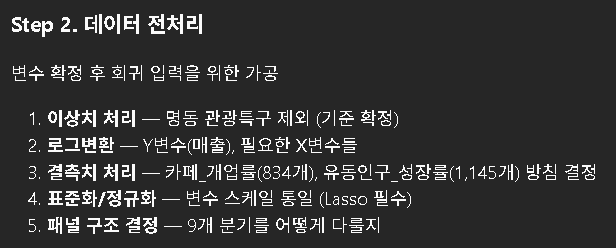 Step 2. 데이터 전처리
변수 확정 후 회귀 입력을 위한 가공
1. 이상치 처리 — 명동 관광특구 제외 (기준 확정)
2. 로그변환 — Y변수(매출), 필요한 X변수들
3. 결측치 처리 — 카페_개업률(834개), 유동인구_성장률(1,145개) 방침 결정
4. 표준화/정규화 — 변수 스케일 통일 (Lasso 필수)
5. 패널 구조 결정 — 9개 분기를 어떻게 다룰지